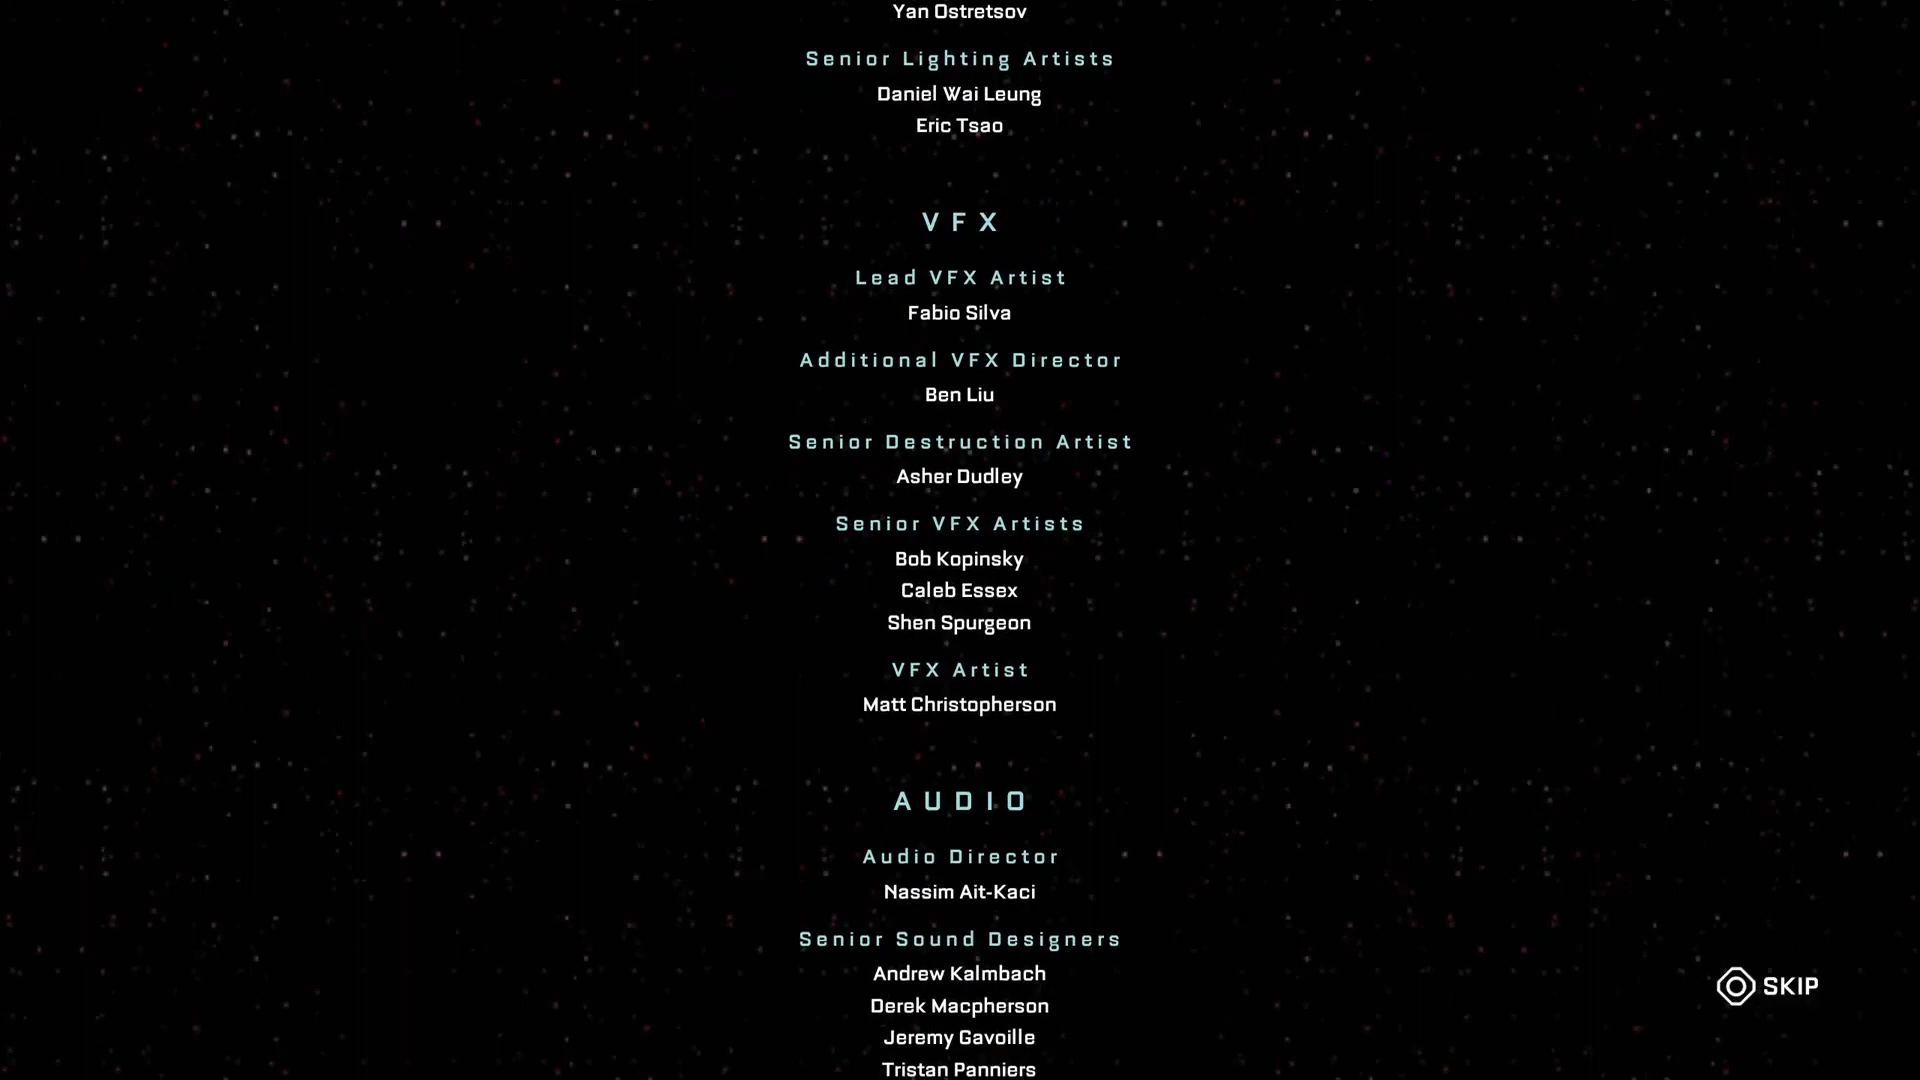 Yan Ostretsov
Senior Lighting Artists
Daniel Wai Leung
Eric Tsao
VFX
Lead VFX Artist
Fabio Silva
Additional VFX Director
Ben Liu
Senior Destruction Artist
Asher Dudley
Senior VFX Artists
Bob Kopinsky
Caleb Essex
Shen Spurgeon
VFX Artist
Matt Christopherson
AUDIO
Audio Director
Nassim Ait-Kaci
Senior Sound Designers
Andrew Kalmbach
Derek Macpherson
Jeremy Gavoille
Tristan Panniers
SKIP